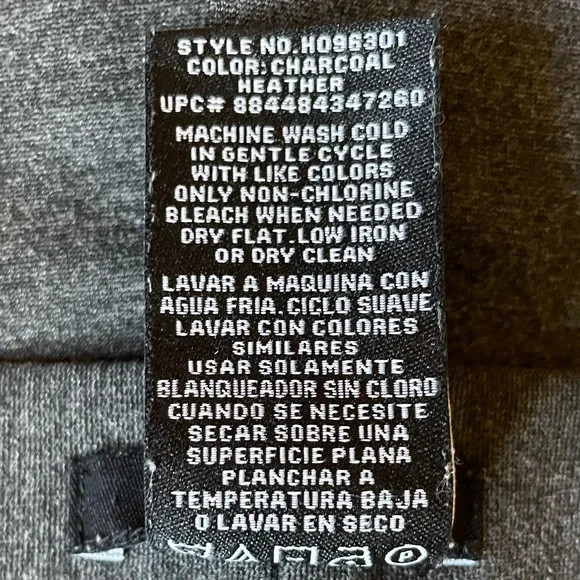 STYLE NO.HO96301
COLOR:CHARCOAL
HEATHER
UPC# 884484347260
MACHINE WASH COLD
IN GENTLE CYCLE
WITH LIKE COLORS
ONLY NON-CHLORINE
BLEACH WHEN NEEDED
DRY FLAT.LOW IRON
OR DRY CLEAN
LAVAR A MAQUINA CON
AGUA FRIA.CICLO SUAVE
LAVAR CON COLORES
SIMILARES
USAR SOLAMENTE
BLANQUEADOR SIN CLORO
CUANDO SE NECESITE
SECAR SOBRE UNA
SUPERFICIE PLANA
PLANCHAR A
TEMPERATURA BAJA
O LAVAR EN SECO